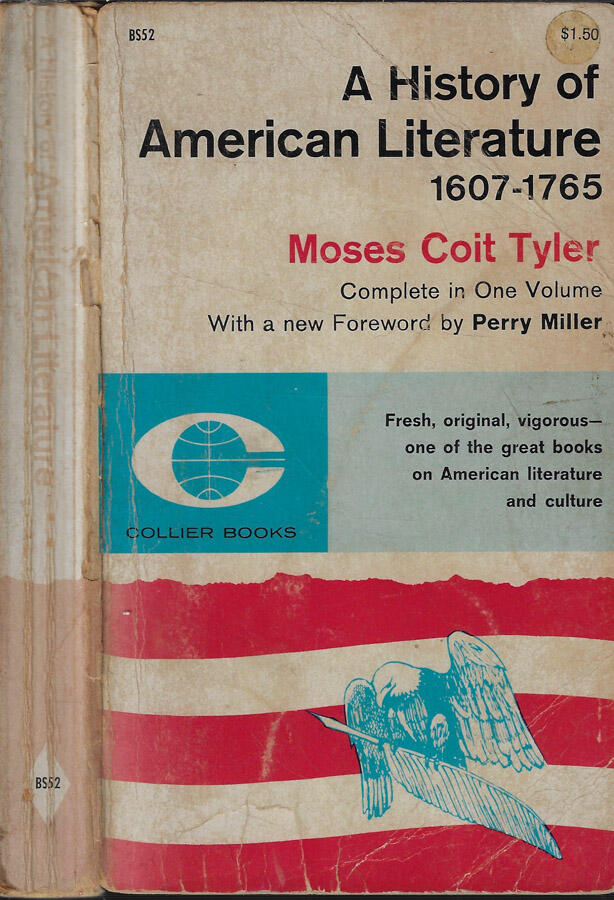 American Literature
BS52
BS52
$1.50
A History of
American Literature
1607-1765
Moses Coit Tyler
Complete in One Volume
With a new Foreword by Perry Miller
Fresh, original, vigorous—
one of the great books
on American literature
and culture
COLLIER BOOKS